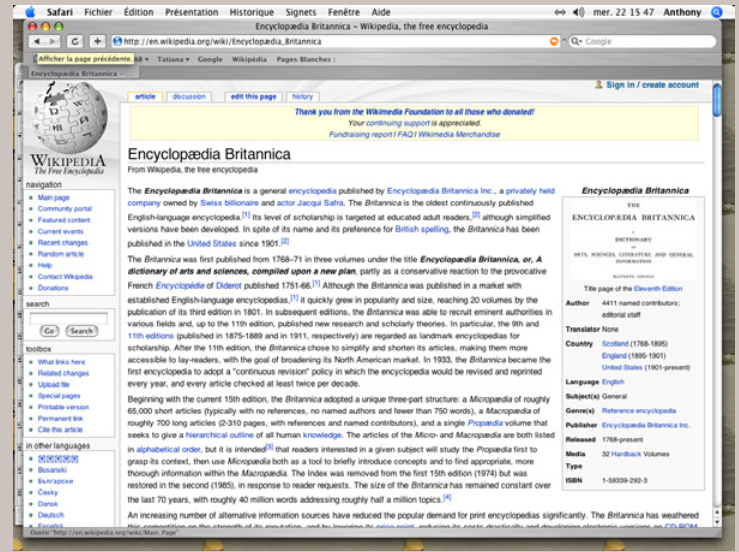 Safari Fichier Édition Présentation Historique Signets Fenêtre Aide mer. 22 15 47 Anthony
Encyclopædia Britannica – Wikipedia, the free encyclopedia
http://en.wikipedia.org/wiki/Encyclopædia_Britannica
Google
Afficher la page précédente. Tatiana Google Wikipédia Pages Blanches
Encyclopædia Britannica –
Sign in / create account
article discussion edit this page history
Thank you from the Wikimedia Foundation to all those who donated!
Your continuing support is appreciated.
Fundraising report I FAQ I Wikimedia Merchandise
WIKIPEDIA
The Free Encyclopedia
navigation
Main page
Community portal
Featured content
Current events
Recent changes
Random article
Help
Contact Wikipedia
Donations
search
Go Search
toolbox
What links here
Related changes
Upload file
Special pages
Printable version
Permanent link
Cite this article
in other languages
Bosanski
Български
Česky
Dansk
Deutsch
Español
Encyclopædia Britannica
From Wikipedia, the free encyclopedia
The Encyclopædia Britannica is a general encyclopedia published by Encyclopædia Britannica Inc., a privately held
company owned by Swiss billionaire and actor Jacqui Safra. The Britannica is the oldest continuously published
English-language encyclopedia.[1] Its level of scholarship is targeted at educated adult readers,[2] although simplified
versions have been developed. In spite of its name and its preference for British spelling, the Britannica has been
published in the United States since 1901.[2]
The Britannica was first published from 1768–71 in three volumes under the title Encyclopædia Britannica, or, A
dictionary of arts and sciences, compiled upon a new plan, partly as a conservative reaction to the provocative
French Encyclopédie of Diderot published 1751-66.[1] Although the Britannica was published in a market with
established English-language encyclopedias,[1] it quickly grew in popularity and size, reaching 20 volumes by the
publication of its third edition in 1801. In subsequent editions, the Britannica was able to recruit eminent authorities in
various fields and, up to the 11th edition, published new research and scholarly theories. In particular, the 9th and
11th editions (published in 1875-1889 and in 1911, respectively) are regarded as landmark encyclopedias for
scholarship. After the 11th edition, the Britannica chose to simplify and shorten its articles, making them more
accessible to lay-readers, with the goal of broadening its North American market. In 1933, the Britannica became the
first encyclopedia to adopt a "continuous revision" policy in which the encyclopedia would be revised and reprinted
every year, and every article checked at least twice per decade.
Beginning with the current 15th edition, the Britannica adopted a unique three-part structure: a Micropædia of roughly
65,000 short articles (typically with no references, no named authors and fewer than 750 words), a Macropædia of
roughly 700 long articles (2-310 pages, with references and named contributors), and a single Propædia volume that
seeks to give a hierarchical outline of all human knowledge. The articles of the Micro- and Macropædia are both listed
in alphabetical order, but it is intended[3] that readers interested in a given subject will study the Propædia first to
grasp its context, then use Micropædia both as a tool to briefly introduce concepts and to find appropriate, more
thorough information within the Macropædia. The Index was removed from the first 15th edition (1974) but was
restored in the second (1985), in response to reader requests. The size of the Britannica has remained constant over
the last 70 years, with roughly 40 million words addressing roughly half a million topics.[4]
An increasing number of alternative information sources have reduced the popular demand for print encyclopedias significantly. The Britannica has weathered
this competition on the strength of its reputation, and by lowering its price point, reducing its costs drastically and developing electronic versions on CD-ROM
Encyclopædia Britannica
THE
ENCYCLOPÆDIA BRITANNICA
A
DICTIONARY
OF
ARTS, SCIENCES, LITERATURE AND GENERAL
INFORMATION
ELEVENTH EDITION
Title page of the Eleventh Edition
Author 4411 named contributors;
editorial staff
Translator None
Country Scotland (1768-1895)
England (1895-1901)
United States (1901-present)
Language English
Subject(s) General
Genre(s) Reference encyclopedia
Publisher Encyclopædia Britannica Inc.
Released 1768-present
Media 32 Hardback Volumes
Type
ISBN 1-59339-292-3
Ouvrir "http://en.wikipedia.org/wiki/Main_Page"